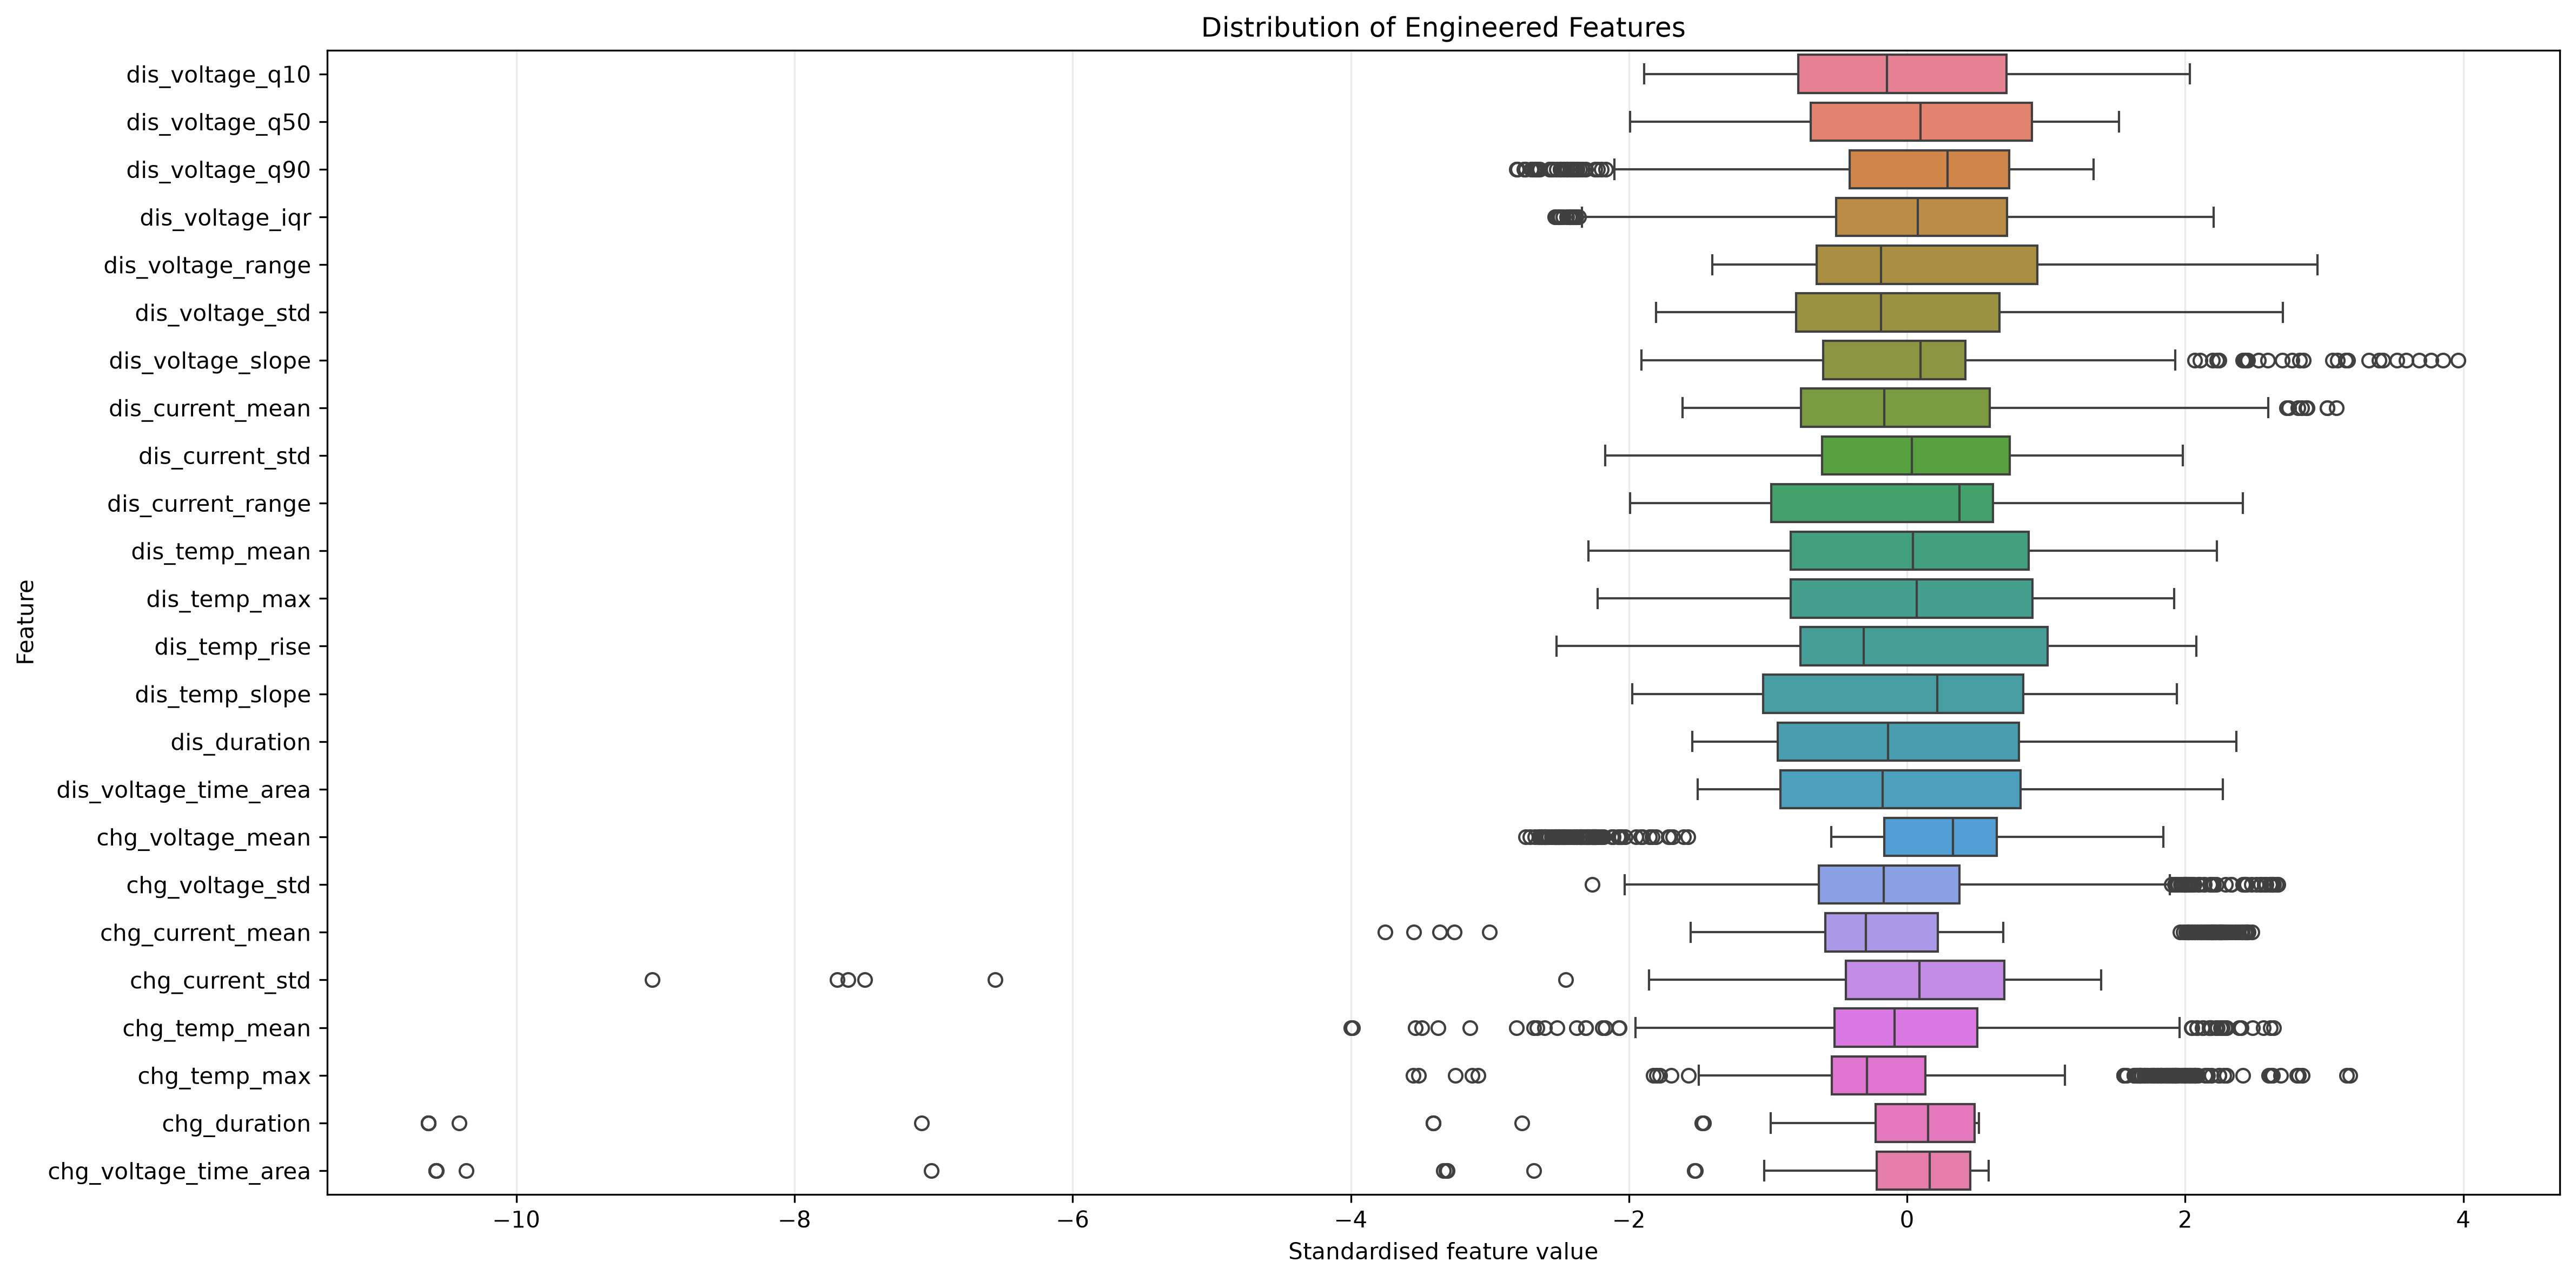 Distribution of Engineered Features
Feature
dis_voltage_q10
dis_voltage_q50
dis_voltage_q90
dis_voltage_iqr
dis_voltage_range
dis_voltage_std
dis_voltage_slope
dis_current_mean
dis_current_std
dis_current_range
dis_temp_mean
dis_temp_max
dis_temp_rise
dis_temp_slope
dis_duration
dis_voltage_time_area
chg_voltage_mean
chg_voltage_std
chg_current_mean
chg_current_std
chg_temp_mean
chg_temp_max
chg_duration
chg_voltage_time_area
−10 −8 −6 −4 −2 0 2 4
Standardised feature value